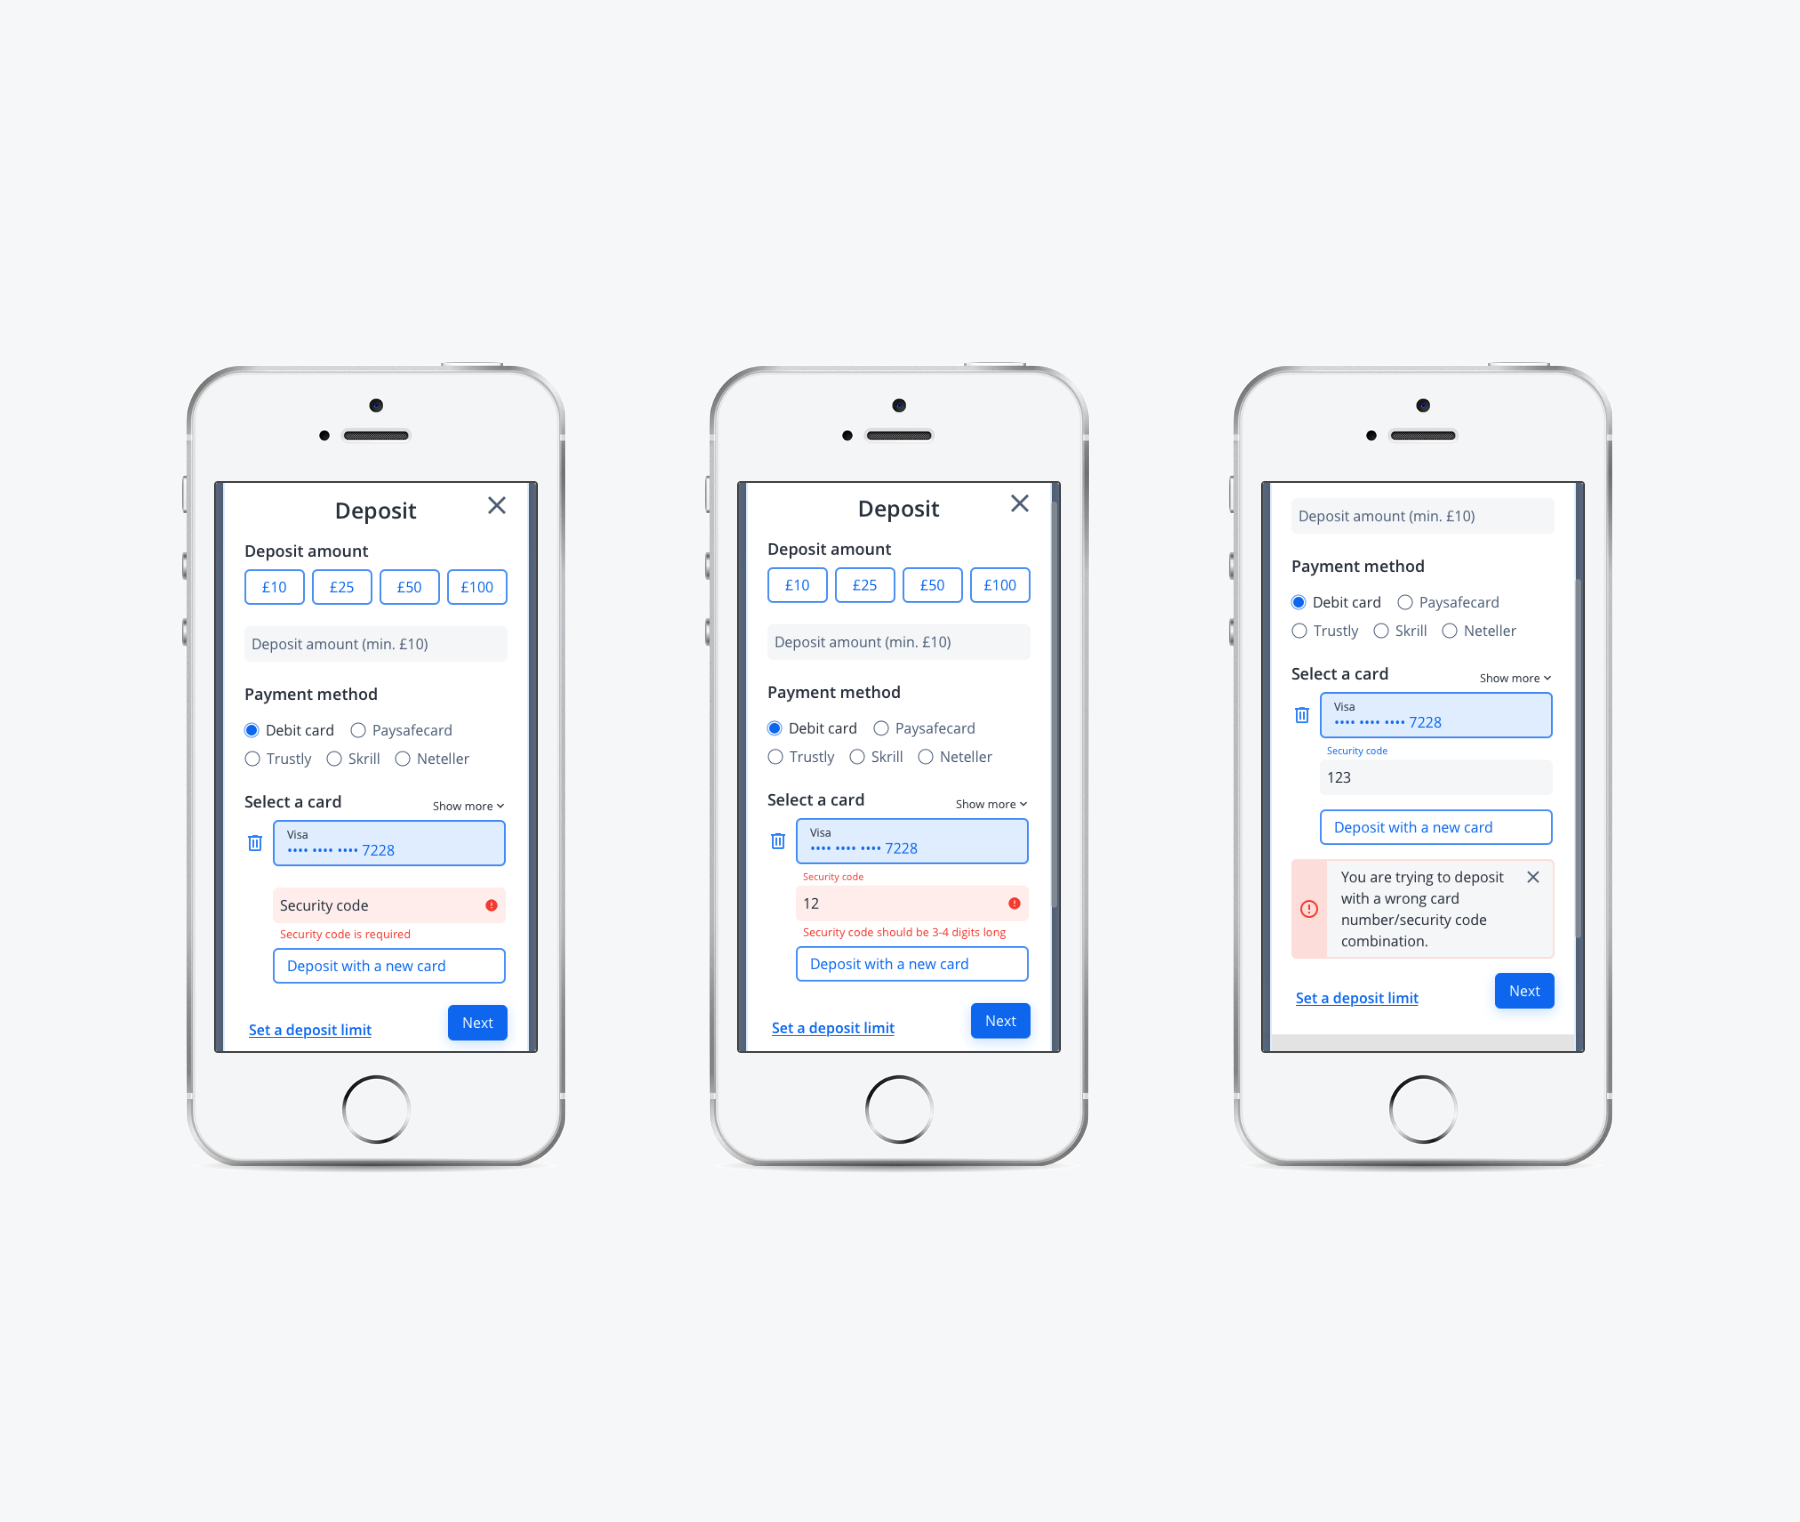 Deposit
Deposit amount
£10 £25 £50 £100
Deposit amount (min. £10)
Payment method
Debit card Paysafecard
Trustly Skrill Neteller
Select a card Show more
Visa
•••• •••• •••• 7228
Security code
Security code is required
Deposit with a new card
Set a deposit limit Next
Deposit
Deposit amount
£10 £25 £50 £100
Deposit amount (min. £10)
Payment method
Debit card Paysafecard
Trustly Skrill Neteller
Select a card Show more
Visa
•••• •••• •••• 7228
Security code
12
Security code should be 3-4 digits long
Deposit with a new card
Set a deposit limit Next
Deposit amount (min. £10)
Payment method
Debit card Paysafecard
Trustly Skrill Neteller
Select a card Show more
Visa
•••• •••• •••• 7228
Security code
123
Deposit with a new card
You are trying to deposit
with a wrong card
number/security code
combination.
Set a deposit limit Next